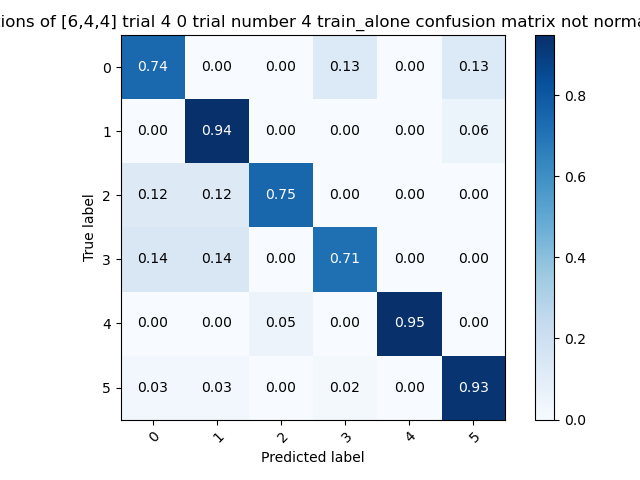 of [6,4,4] trial 4 0 trial number 4 train_alone confusion matrix not
0 0.74 0.00 0.00 0.13 0.00 0.13
1 0.00 0.94 0.00 0.00 0.00 0.06
2 0.12 0.12 0.75 0.00 0.00 0.00
3 0.14 0.14 0.00 0.71 0.00 0.00
4 0.00 0.00 0.05 0.00 0.95 0.00
5 0.03 0.03 0.00 0.02 0.00 0.93
0 1 2 3 4 5
True label
Predicted label
0.8
0.6
0.4
0.2
0.0